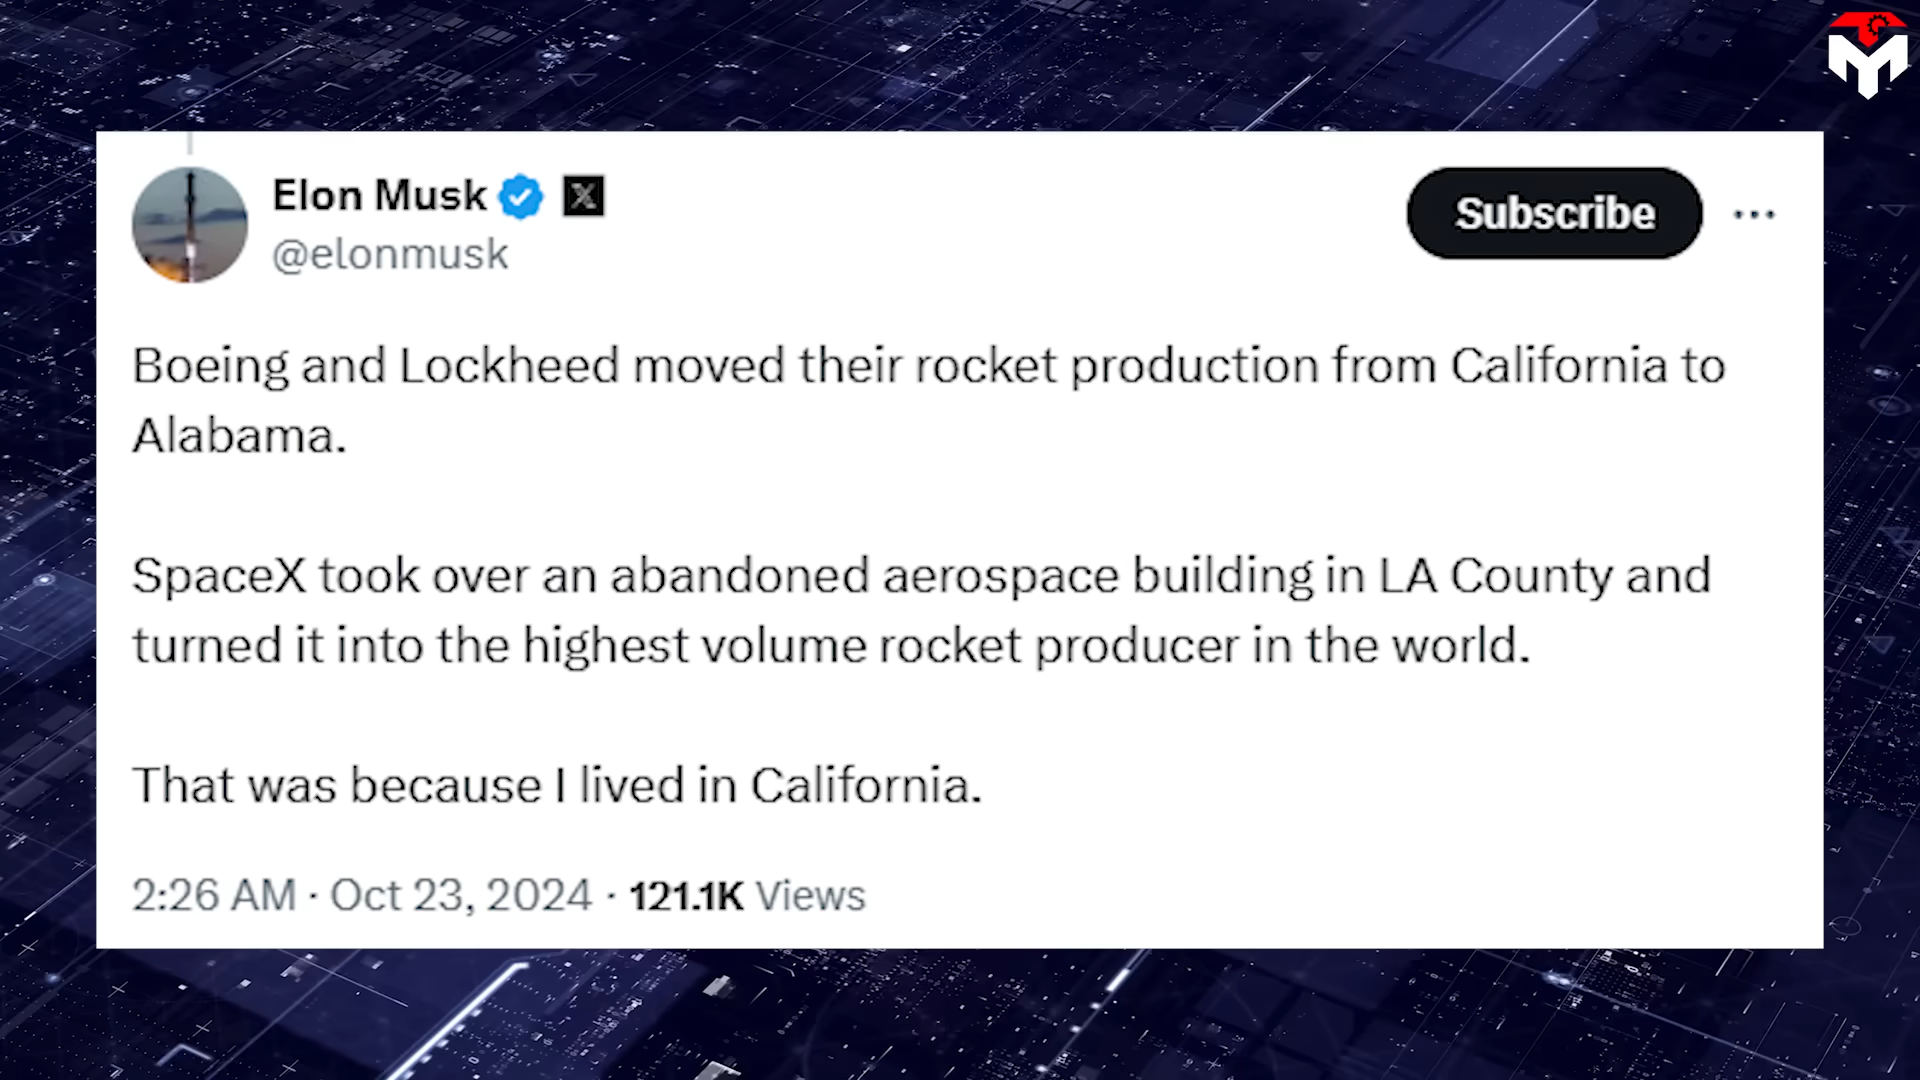 Elon Musk
@elonmusk
Subscribe
Boeing and Lockheed moved their rocket production from California to
Alabama.
SpaceX took over an abandoned aerospace building in LA County and
turned it into the highest volume rocket producer in the world.
That was because I lived in California.
2:26 AM · Oct 23, 2024 · 121.1K Views